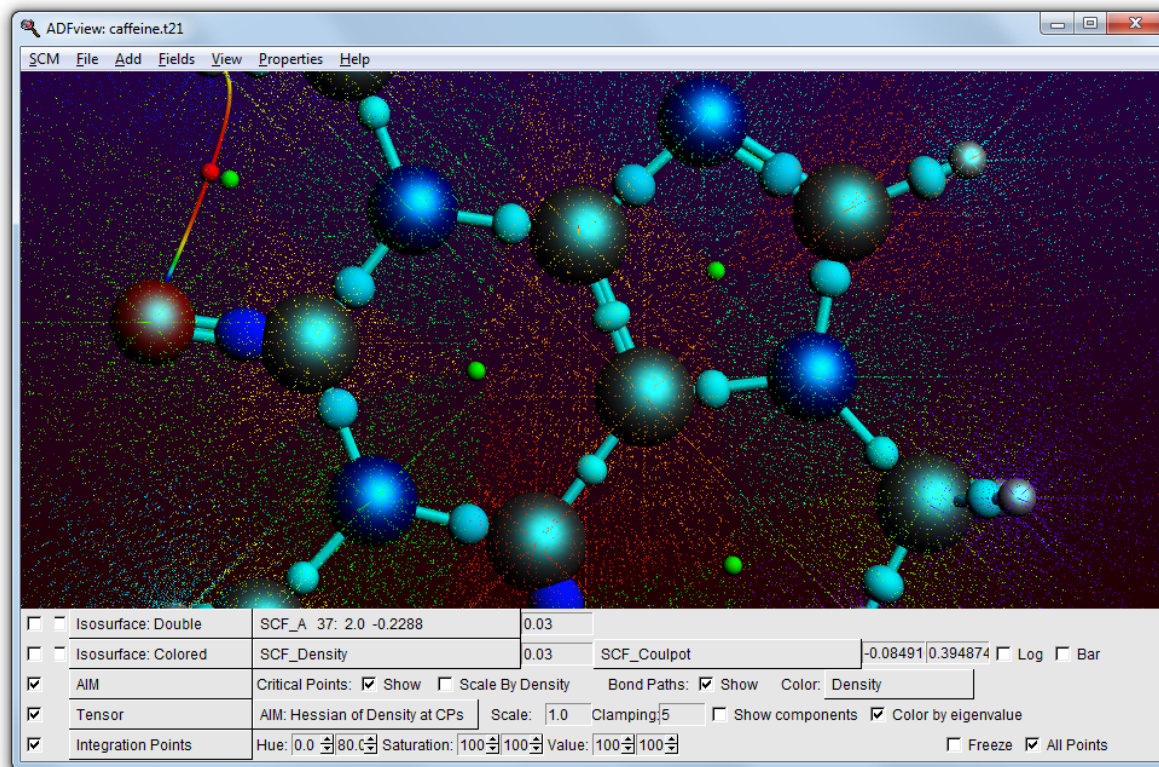 ADFview: caffeine.t21
SCM File Add Fields View Properties Help
Isosurface: Double SCF_A 37: 2.0 -0.2288 0.03
Isosurface: Colored SCF_Density 0.03 SCF_Coulpot -0.08491 0.394874 Log Bar
AIM Critical Points: Show Scale By Density Bond Paths: Show Color: Density
Tensor AIM: Hessian of Density at CPs Scale: 1.0 Clamping: 5 Show components Color by eigenvalue
Integration Points Hue: 0.0 80.0 Saturation: 100 100 Value: 100 100 Freeze All Points